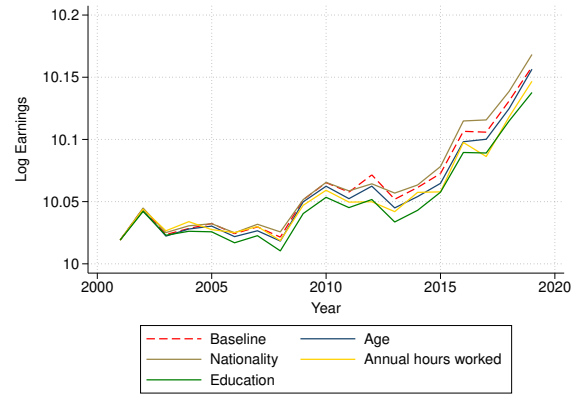 10.2
10.15
10.1
10.05
10
Log Earnings
2000 2005 2010 2015 2020
Year
Baseline Age
Nationality Annual hours worked
Education